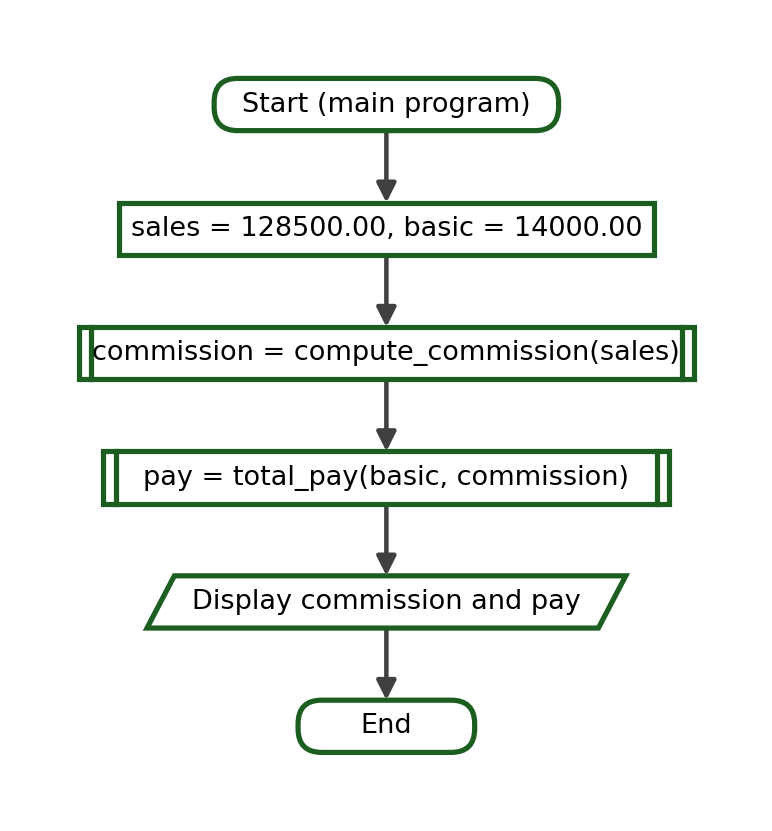 Start (main program)
sales = 128500.00, basic = 14000.00
commission = compute_commission(sales)
pay = total_pay(basic, commission)
Display commission and pay
End